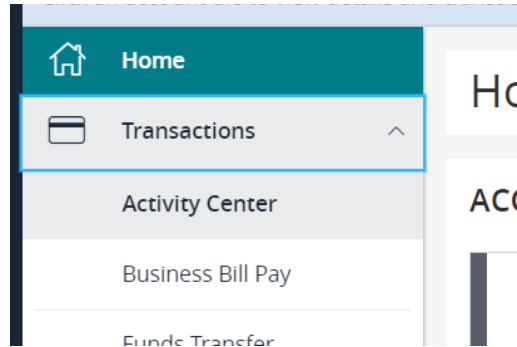 Home
Transactions
Activity Center
Business Bill Pay
Funds Transfer